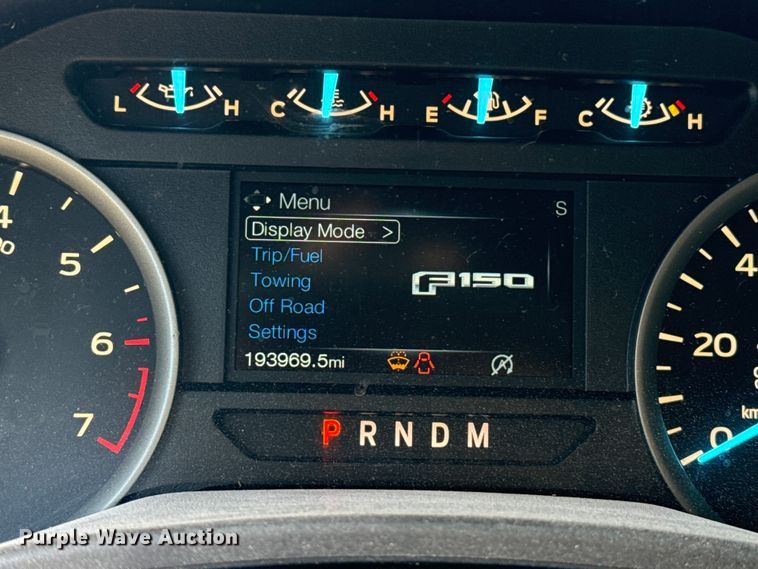 L H C H E F C H
Menu
S
Display Mode >
Trip/Fuel
Towing
F150
Off Road
Settings
193969.5mi
P R N D M
4
5
6
7
4
20
0
km
Purple Wave Auction